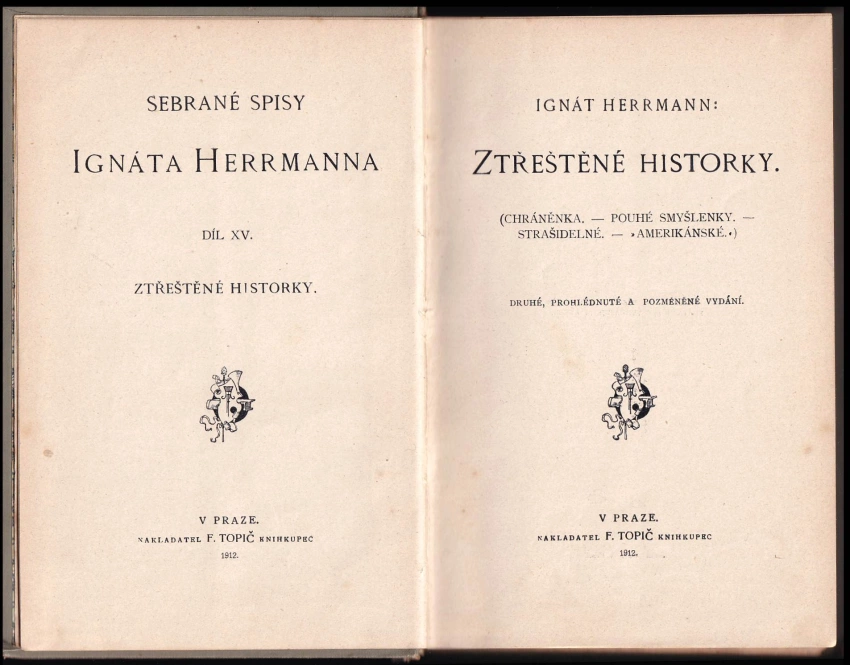 SEBRANÉ SPISY
IGNÁTA HERRMANNA
DÍL XV.
ZTŘEŠTĚNÉ HISTORKY.
V PRAZE.
NAKLADATEL F. TOPIČ KNIHKUPEC
1912.
IGNÁT HERRMANN:
ZTŘEŠTĚNÉ HISTORKY.
(CHRÁNĚNKA. — POUHÉ SMYŠLENKY. —
STRAŠIDELNÉ. — »AMERIKÁNSKÉ.«)
DRUHÉ, PROHLÉDNUTÉ A POZMĚNĚNÉ VYDÁNÍ.
V PRAZE.
NAKLADATEL F. TOPIČ KNIHKUPEC
1912.